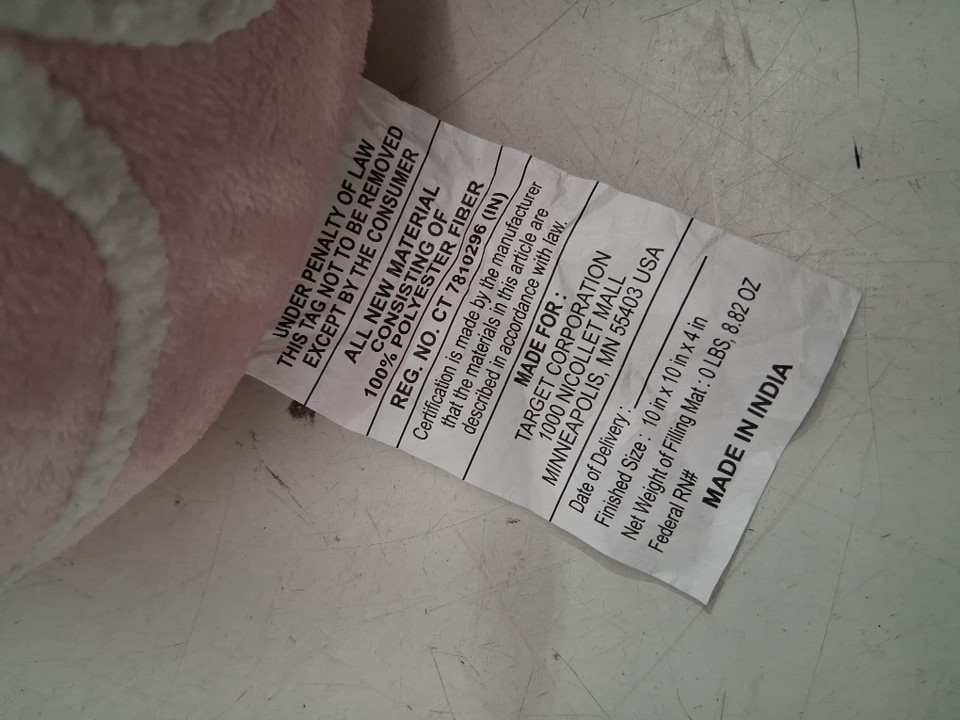 UNDER PENALTY OF LAW
THIS TAG NOT TO BE REMOVED
EXCEPT BY THE CONSUMER
ALL NEW MATERIAL
CONSISTING OF
100% POLYESTER FIBER
REG. NO. CT 7810296 (IN)
Certification is made by the manufacturer
that the materials in this article are
described in accordance with law.
MADE FOR :
TARGET CORPORATION
1000 NICOLLET MALL
MINNEAPOLIS, MN 55403 USA
Date of Delivery :
Finished Size : 10 in x 10 in x 4 in
Net Weight of Filling Mat : 0 LBS, 8.82 OZ
Federal RN#
MADE IN INDIA